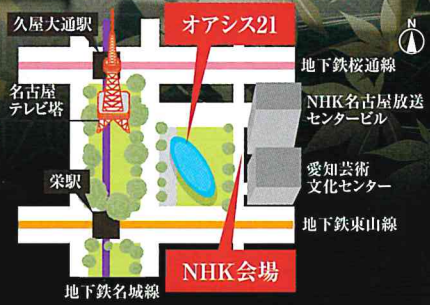 久屋大通駅
オアシス21
N
地下鉄桜通線
名古屋
テレビ塔
NHK名古屋放送
センタービル
愛知芸術
文化センター
栄駅
地下鉄東山線
NHK会場
地下鉄名城線